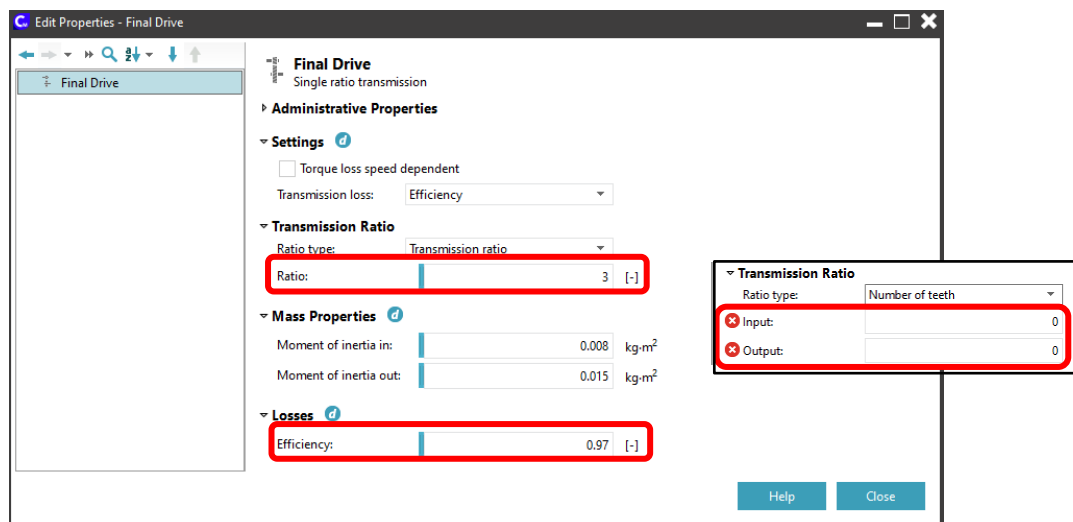 Edit Properties - Final Drive
Final Drive
Final Drive
Single ratio transmission
Administrative Properties
Settings d
Torque loss speed dependent
Transmission loss: Efficiency
Transmission Ratio
Ratio type: Transmission ratio
Ratio: 3 [-]
Mass Properties d
Moment of inertia in: 0.008 kg·m²
Moment of inertia out: 0.015 kg·m²
Losses d
Efficiency: 0.97 [-]
Help Close
Transmission Ratio
Ratio type: Number of teeth
Input: 0
Output: 0